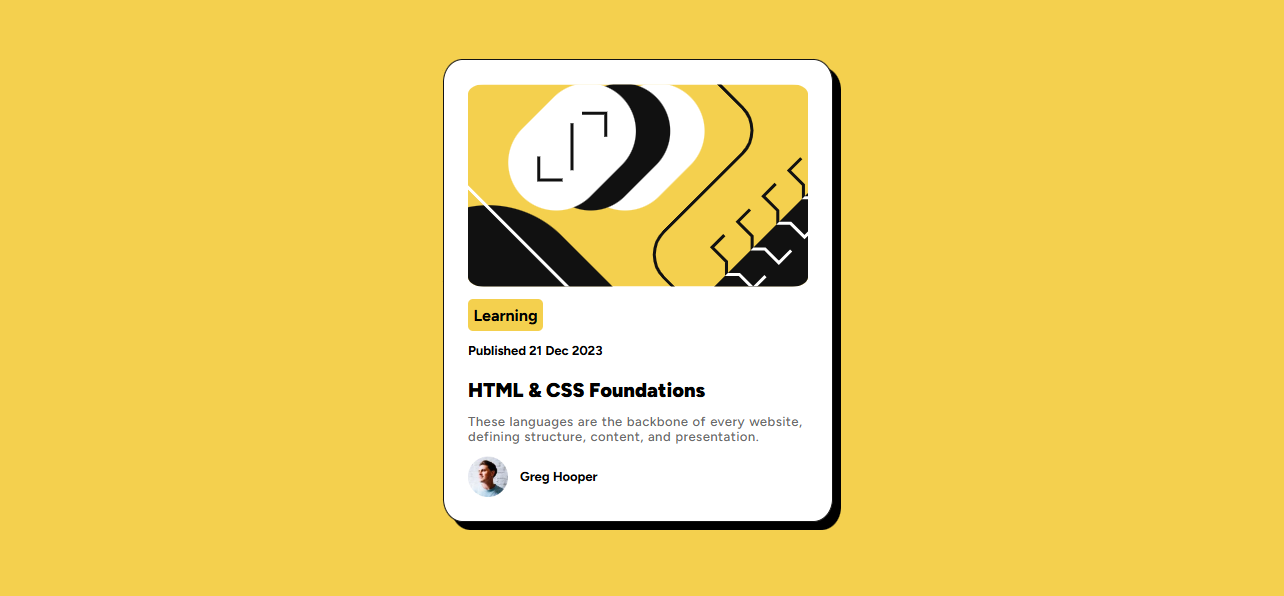 Learning
Published 21 Dec 2023
HTML & CSS Foundations
These languages are the backbone of every website,
defining structure, content, and presentation.
Greg Hooper